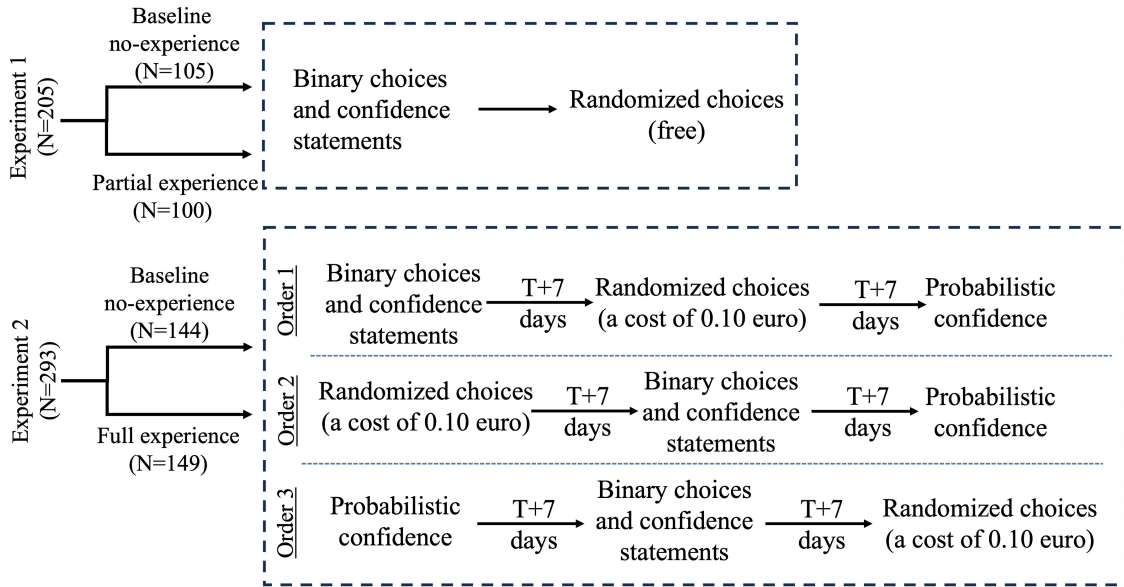 Experiment 1
(N=205)
Baseline
no-experience
(N=105)
Partial experience
(N=100)
Binary choices
and confidence
statements
Randomized choices
(free)
Experiment 2
(N=293)
Baseline
no-experience
(N=144)
Full experience
(N=149)
Order 1
Binary choices
and confidence
statements
T+7
days
Randomized choices
(a cost of 0.10 euro)
T+7
days
Probabilistic
confidence
Order 2
Randomized choices
(a cost of 0.10 euro)
T+7
days
Binary choices
and confidence
statements
T+7
days
Probabilistic
confidence
Order 3
Probabilistic
confidence
T+7
days
Binary choices
and confidence
statements
T+7
days
Randomized choices
(a cost of 0.10 euro)